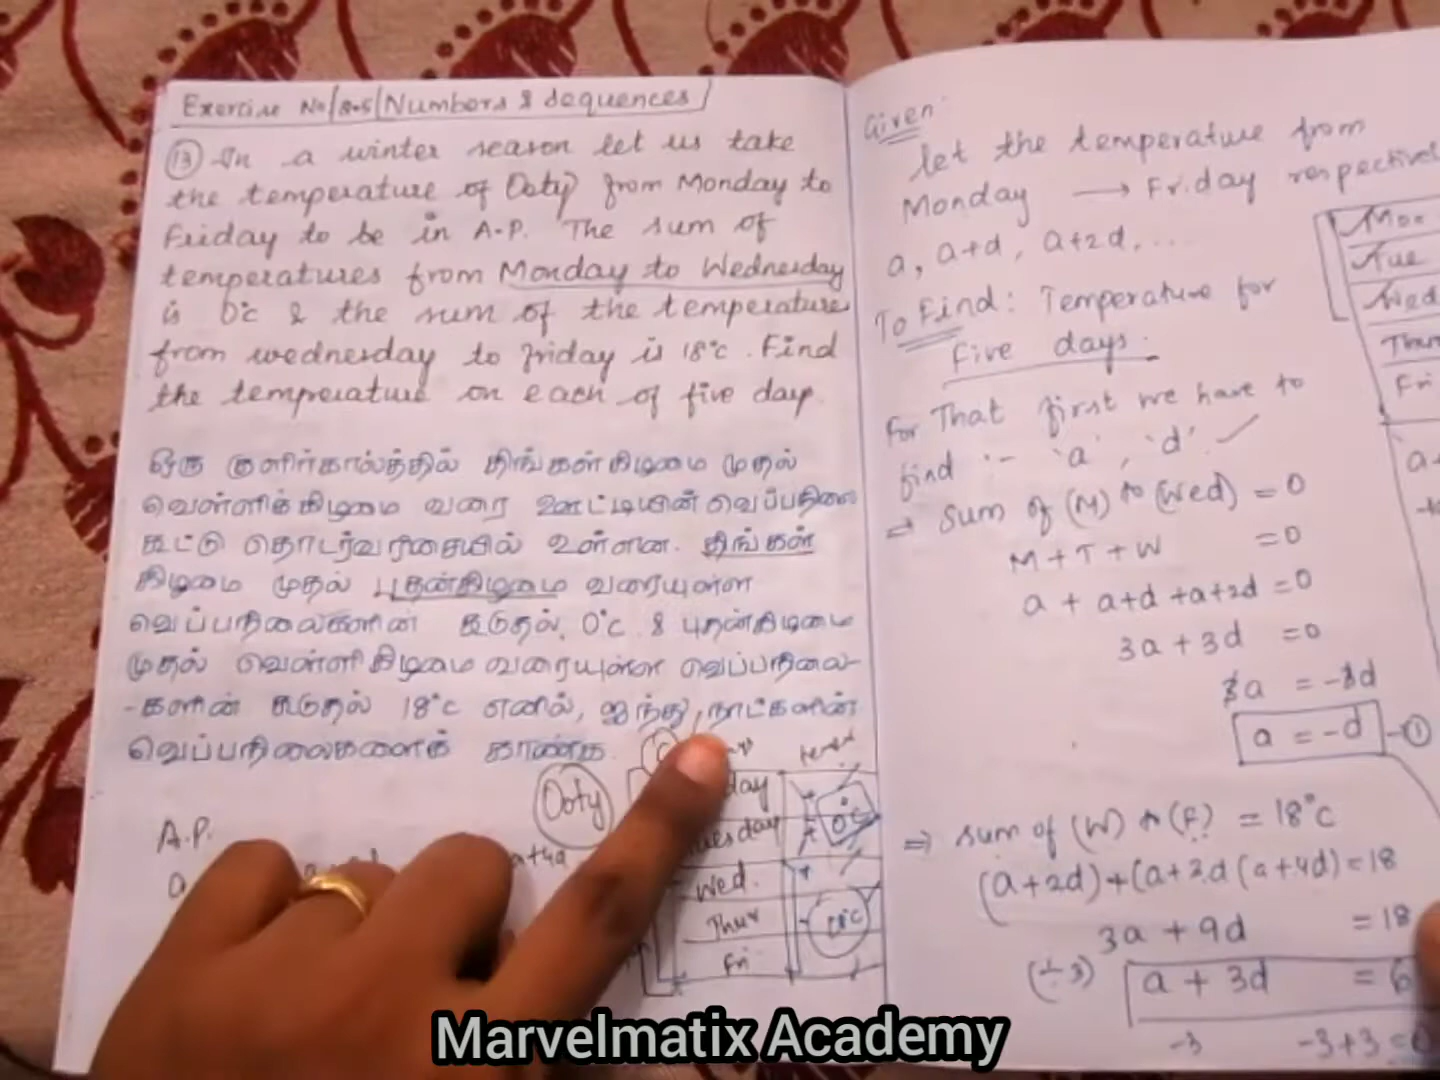 Exercise No/2.5/Numbers & Sequences
13 In a winter season let us take
the temperature of Ooty from Monday to
Friday to be in A.P. The sum of
temperatures from Monday to Wednesday
is 0°c & the sum of the temperature
from wednesday to Friday is 18°c. Find
the temperature on each of five days.
ஒரு குளிர்காலத்தில் திங்கள்கிழமை முதல்
வெள்ளிக்கிழமை வரை ஊட்டியின் வெப்பநிலை
கூட்டு தொடர்வரிசையில் உள்ளன. திங்கள்
கிழமை முதல் புதன்கிழமை வரையுள்ள
வெப்பநிலைகளின் கூடுதல் 0°c & புதன்கிழமை
முதல் வெள்ளிகிழமை வரையுள்ள வெப்பநிலை-
-களின் கூடுதல் 18°c எனில், ஐந்து நாட்களின்
வெப்பநிலைகளைக் காண்க.
A.P.
a
a+4d
Ooty
day
0°c
Wed.
Thur
18°c
Fri
Given:
let the temperature from
Monday → Friday
a, a+d, a+2d, ...
To Find: Temperature for
Five days.
For That first we have to
find :- 'a', 'd' ✓
⇒ Sum of (M) to (Wed) = 0
M + T + W = 0
a + a+d + a+2d = 0
3a + 3d = 0
3a = -3d
a = -d -①
⇒ Sum of (W) to (F) = 18°c
(a+2d)+(a+3d (a+4d)=18
3a + 9d = 18
(÷3) a + 3d = 6
-3 -3+3=0
Mon
Tue
Wed
Thur
Fri
Marvelmatix Academy